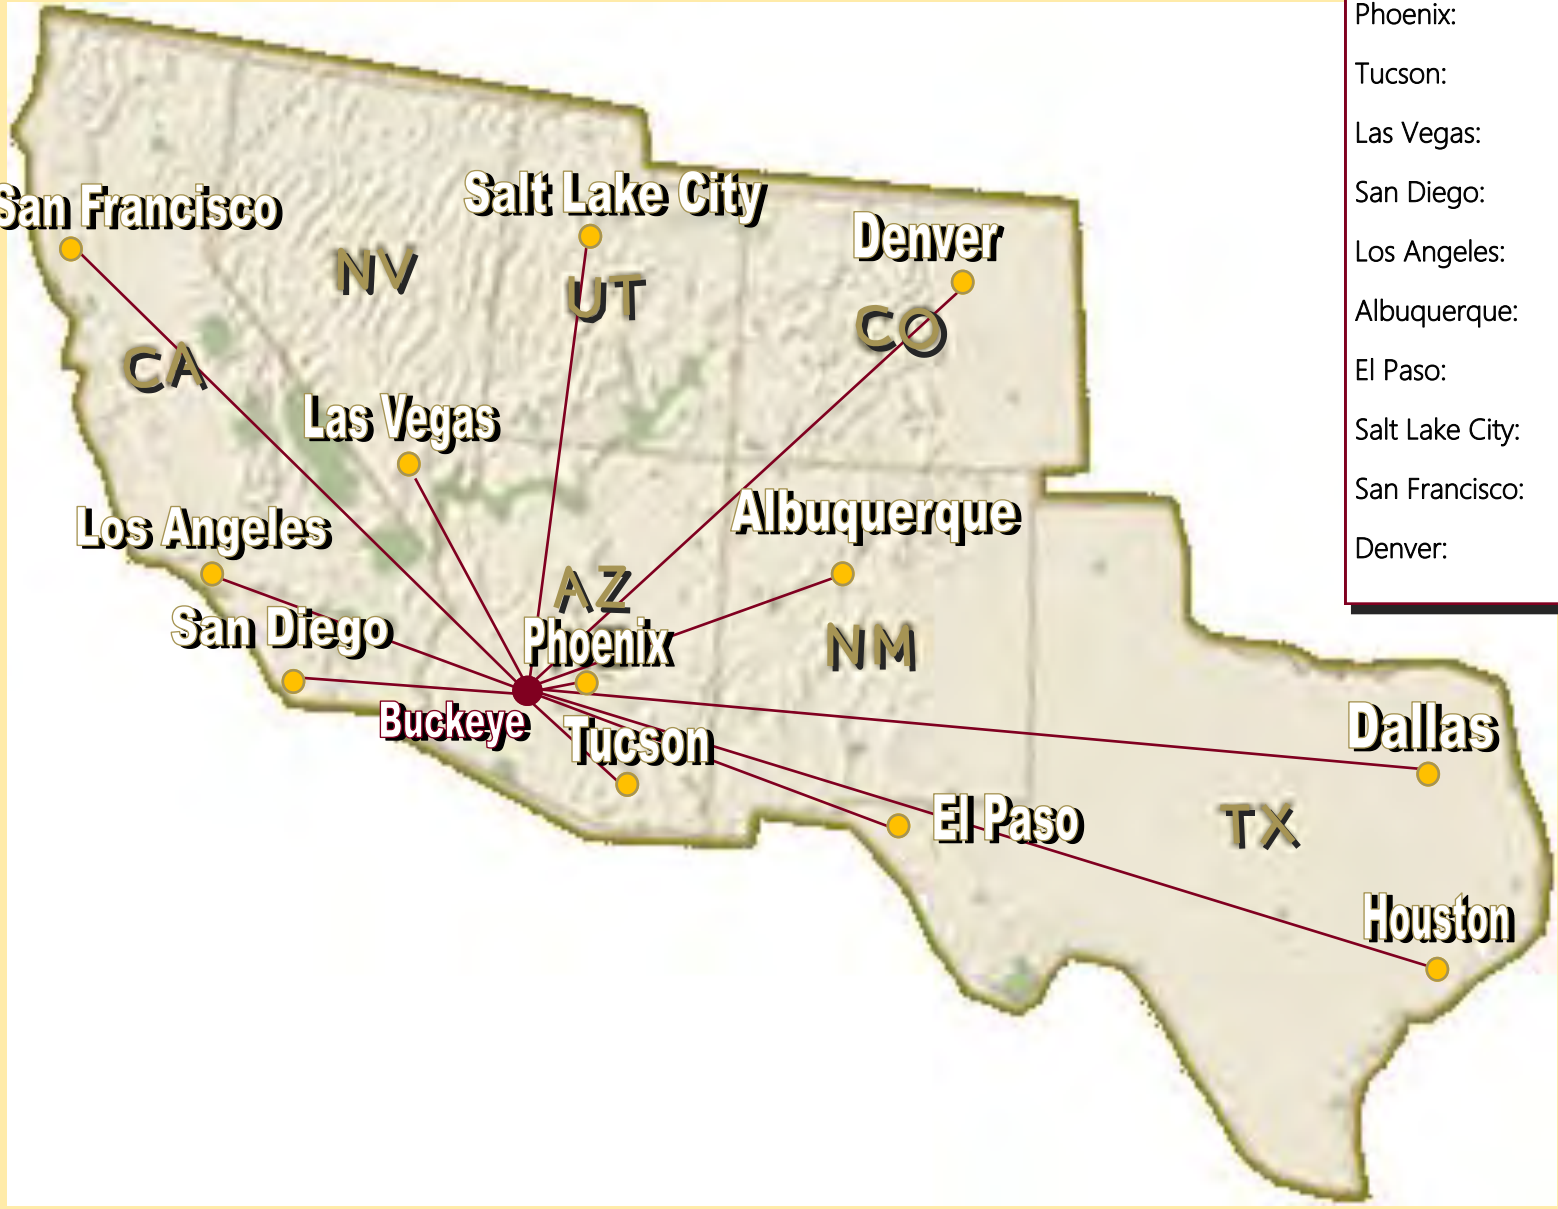 Phoenix:
Tucson:
Las Vegas:
San Diego:
Los Angeles:
Albuquerque:
El Paso:
Salt Lake City:
San Francisco:
Denver:
San Francisco
Salt Lake City
Denver
NV
UT
CO
CA
Las Vegas
Albuquerque
Los Angeles
AZ
San Diego
Phoenix
NM
Buckeye
Tucson
Dallas
El Paso
TX
Houston